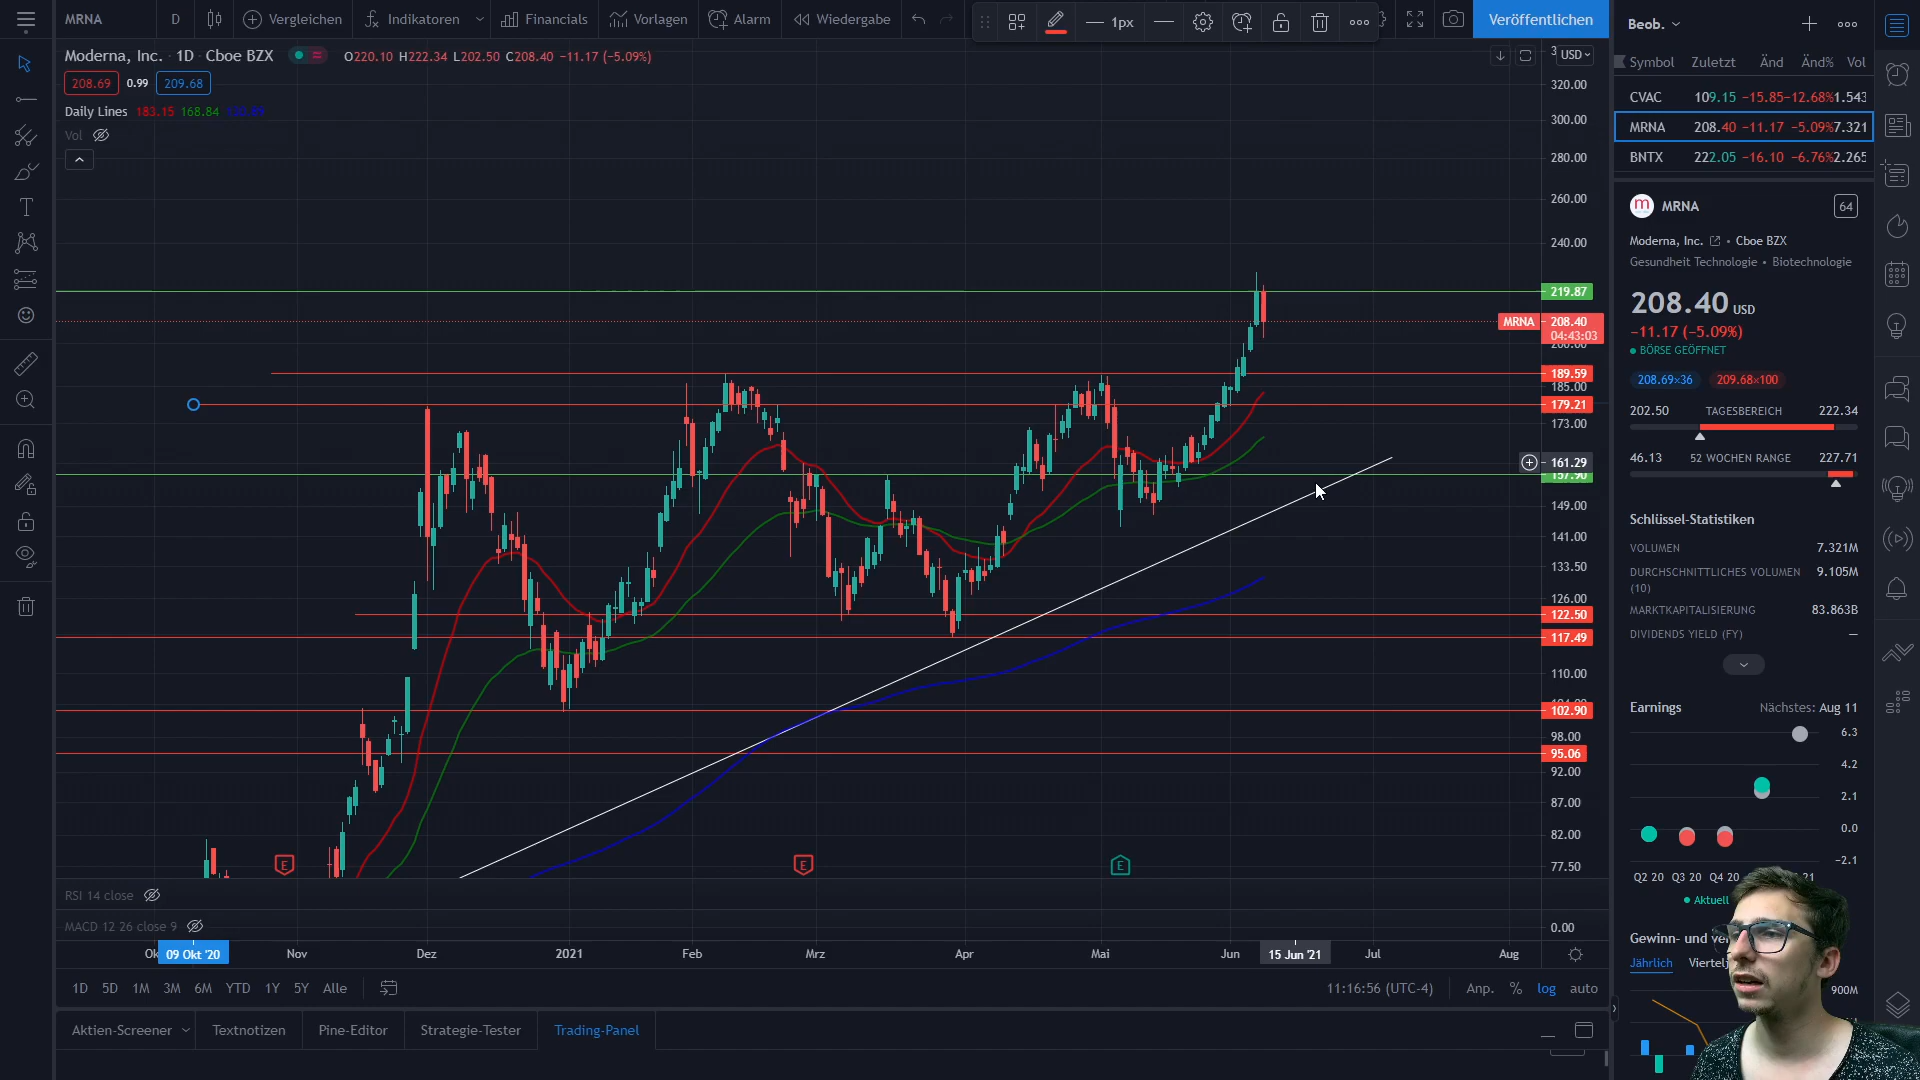 MRNA
D
Vergleichen
Indikatoren
Financials
Vorlagen
Alarm
Wiedergabe
1px
Veröffentlichen
Beob.
Moderna, Inc. · 1D · Cboe BZX
O220.10 H222.34 L202.50 C208.40 −11.17 (−5.09%)
208.69 0.99 209.68
Daily Lines 183.15 168.84
Vol
USD
320.00
300.00
280.00
260.00
240.00
219.87
MRNA 208.40
04:43:03
200.00
189.59
185.00
179.21
173.00
161.29
157.90
149.00
141.00
133.50
126.00
122.50
117.49
110.00
102.90
98.00
95.06
92.00
87.00
82.00
77.50
E
E
E
RSI 14 close
MACD 12 26 close 9
0.00
09 Okt '20
Nov
Dez
2021
Feb
Mrz
Apr
Mai
Jun
15 Jun '21
Jul
Aug
1D 5D 1M 3M 6M YTD 1Y 5Y Alle
11:16:56 (UTC-4)
Anp. % log auto
Aktien-Screener
Textnotizen
Pine-Editor
Strategie-Tester
Trading-Panel
Symbol Zuletzt Änd Änd% Vol
CVAC 109.15 −15.85 −12.68% 1.543
MRNA 208.40 −11.17 −5.09% 7.321
BNTX 222.05 −16.10 −6.76% 2.265
m MRNA
64
Moderna, Inc. • Cboe BZX
Gesundheit Technologie • Biotechnologie
208.40 USD
−11.17 (−5.09%)
BÖRSE GEÖFFNET
208.69×36 209.68×100
202.50 TAGESBEREICH 222.34
46.13 52 WOCHEN RANGE 227.71
Schlüssel-Statistiken
VOLUMEN 7.321M
DURCHSCHNITTLICHES VOLUMEN (10) 9.105M
MARKTKAPITALISIERUNG 83.863B
DIVIDENDS YIELD (FY) —
Earnings Nächstes: Aug 11
6.3
4.2
2.1
0.0
−2.1
Q2 20 Q3 20 Q4 20
Aktuell
Gewinn- und
Jährlich
900M